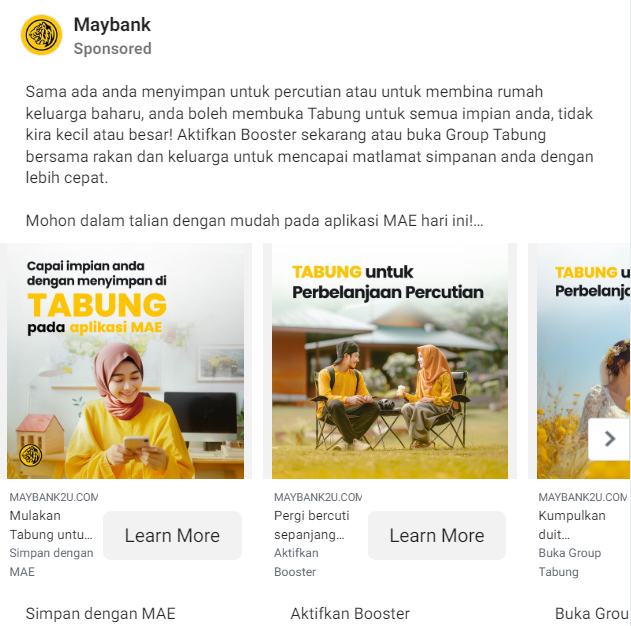 Maybank
Sponsored
Sama ada anda menyimpan untuk percutian atau untuk membina rumah
keluarga baharu, anda boleh membuka Tabung untuk semua impian anda, tidak
kira kecil atau besar! Aktifkan Booster sekarang atau buka Group Tabung
bersama rakan dan keluarga untuk mencapai matlamat simpanan anda dengan
lebih cepat.
Mohon dalam talian dengan mudah pada aplikasi MAE hari ini!...
Capai impian anda
dengan menyimpan di
TABUNG
pada aplikasi MAE
MAYBANK2U.COM
Mulakan
Tabung untu...
Simpan dengan
MAE
Learn More
Simpan dengan MAE
TABUNG untuk
Perbelanjaan Percutian
MAYBANK2U.COM
Pergi bercuti
sepanjang...
Aktifkan
Booster
Learn More
Aktifkan Booster
TABUNG
MAYBANK2U.COM
Kumpulkan
duit...
Buka Group
Tabung
Buka